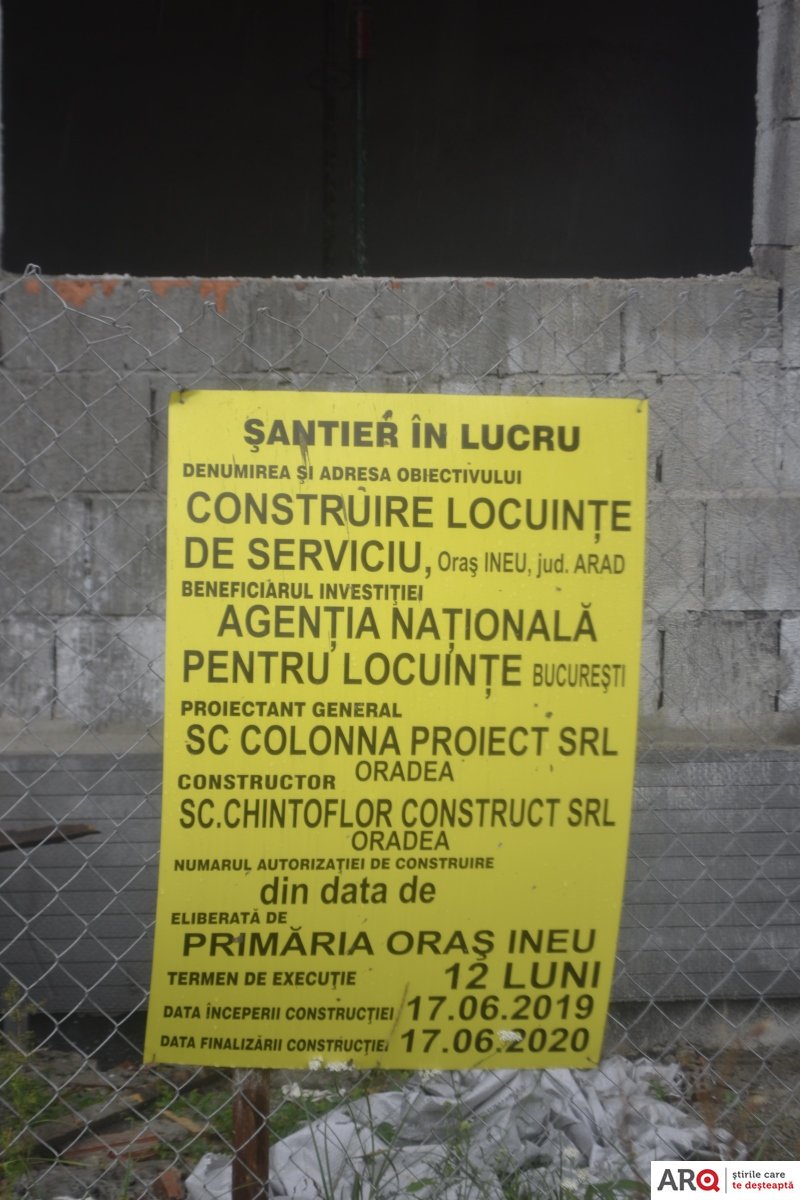 ŞANTIER ÎN LUCRU
DENUMIREA ŞI ADRESA OBIECTIVULUI
CONSTRUIRE LOCUINȚE
DE SERVICIU, Oraş INEU, jud. ARAD
BENEFICIARUL INVESTIȚIEI
AGENȚIA NAȚIONALĂ
PENTRU LOCUINȚE BUCUREŞTI
PROIECTANT GENERAL
SC COLONNA PROIECT SRL
ORADEA
CONSTRUCTOR
SC.CHINTOFLOR CONSTRUCT SRL
ORADEA
NUMARUL AUTORIZAȚIEI DE CONSTRUIRE
din data de
ELIBERATĂ DE
PRIMĂRIA ORAŞ INEU
TERMEN DE EXECUȚIE 12 LUNI
DATA ÎNCEPERII CONSTRUCȚIEI 17.06.2019
DATA FINALIZĂRII CONSTRUCȚIEI 17.06.2020
ARQ ştirile care
te deşteaptă